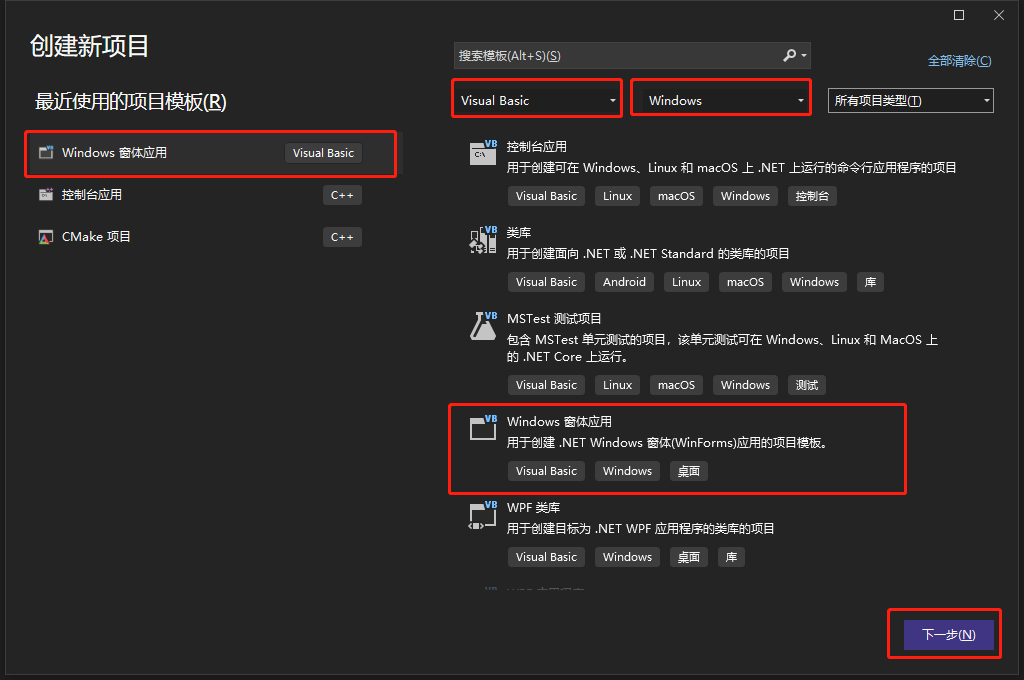 创建新项目
最近使用的项目模板(R)
Windows 窗体应用 Visual Basic
控制台应用 C++
CMake 项目 C++
搜索模板(Alt+S)(S)
全部清除(C)
Visual Basic Windows 所有项目类型(T)
VB 控制台应用
C:\
用于创建可在 Windows、Linux 和 macOS 上 .NET 上运行的命令行应用程序的项目
Visual Basic Linux macOS Windows 控制台
VB 类库
用于创建面向 .NET 或 .NET Standard 的类库的项目
Visual Basic Android Linux macOS Windows 库
VB MSTest 测试项目
包含 MSTest 单元测试的项目，该单元测试可在 Windows、Linux 和 MacOS 上
的 .NET Core 上运行。
Visual Basic Linux macOS Windows 测试
VB Windows 窗体应用
用于创建 .NET Windows 窗体(WinForms)应用的项目模板。
Visual Basic Windows 桌面
VB WPF 类库
用于创建目标为 .NET WPF 应用程序的类库的项目
Visual Basic Windows 桌面 库
下一步(N)